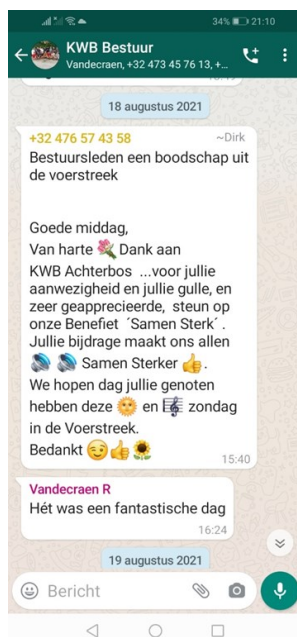 34% 21:10
KWB Bestuur
Vandecraen, +32 473 45 76 13, +...
18 augustus 2021
+32 476 57 43 58 ~Dirk
Bestuursleden een boodschap uit
de voerstreek
Goede middag,
Van harte 💐 Dank aan
KWB Achterbos ...voor jullie
aanwezigheid en jullie gulle, en
zeer geapprecieerde, steun op
onze Benefiet ´Samen Sterk´ .
Jullie bijdrage maakt ons allen
🔊 🔊 Samen Sterker 👍 .
We hopen dag jullie genoten
hebben deze 🌞 en 🎼 zondag
in de Voerstreek.
Bedankt 😉👍🌻
15:40
Vandecraen R
Hét was een fantastische dag
16:24
19 augustus 2021
Bericht